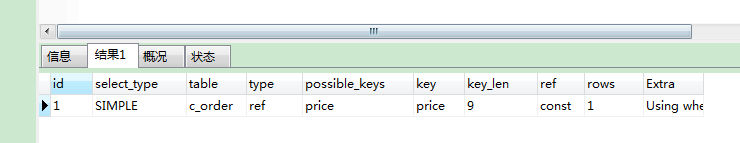 信息 结果1 概况 状态
id select_type table type possible_keys key key_len ref rows Extra
1 SIMPLE c_order ref price price 9 const 1 Using whe